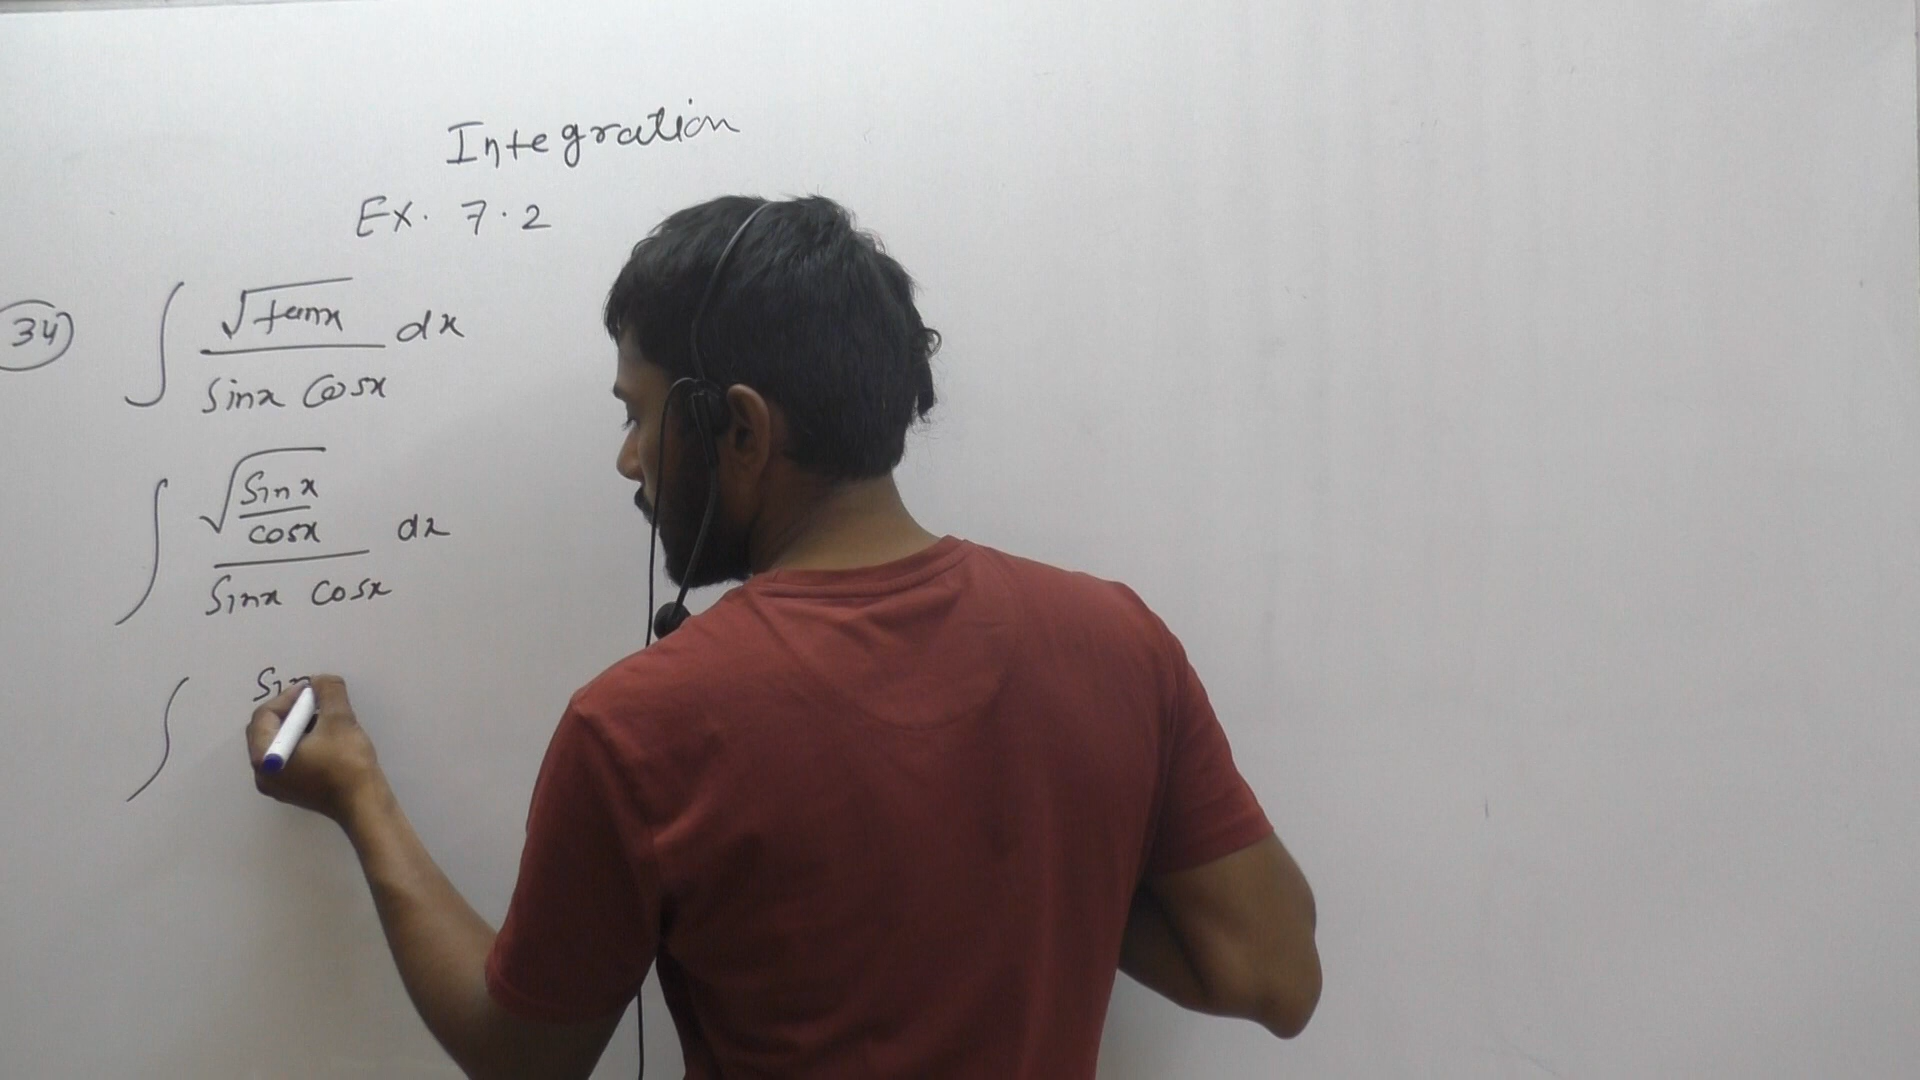 Integration
Ex. 7.2
34 ∫ √tanx / sinx cosx dx
∫ √(sinx / cosx) / sinx cosx dx
∫ sin